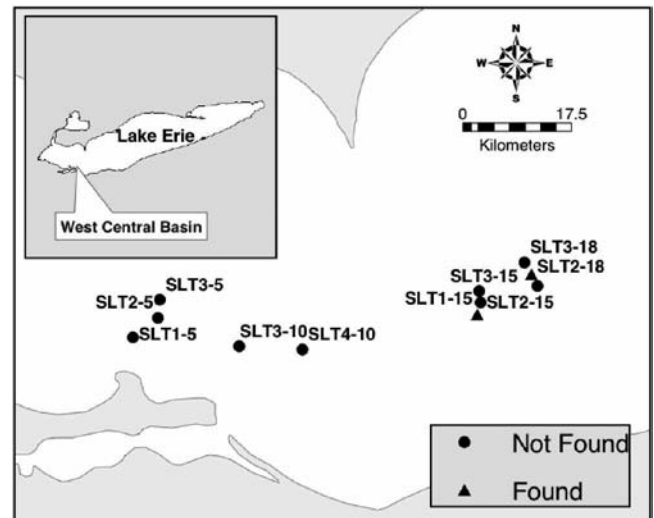 N
W E
S
0 17.5
Kilometers
Lake Erie
West Central Basin
SLT3-18
SLT3-5
SLT3-15
SLT2-18
SLT2-5
SLT1-15
SLT2-15
SLT1-5
SLT3-10
SLT4-10
Not Found
Found